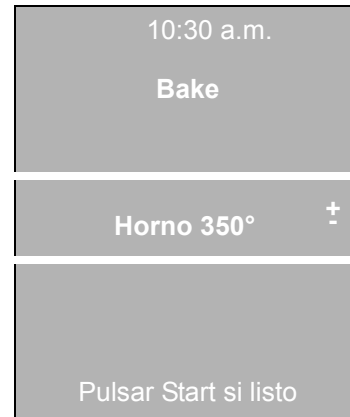 10:30 a.m.
Bake
Horno 350° +
-
Pulsar Start si listo